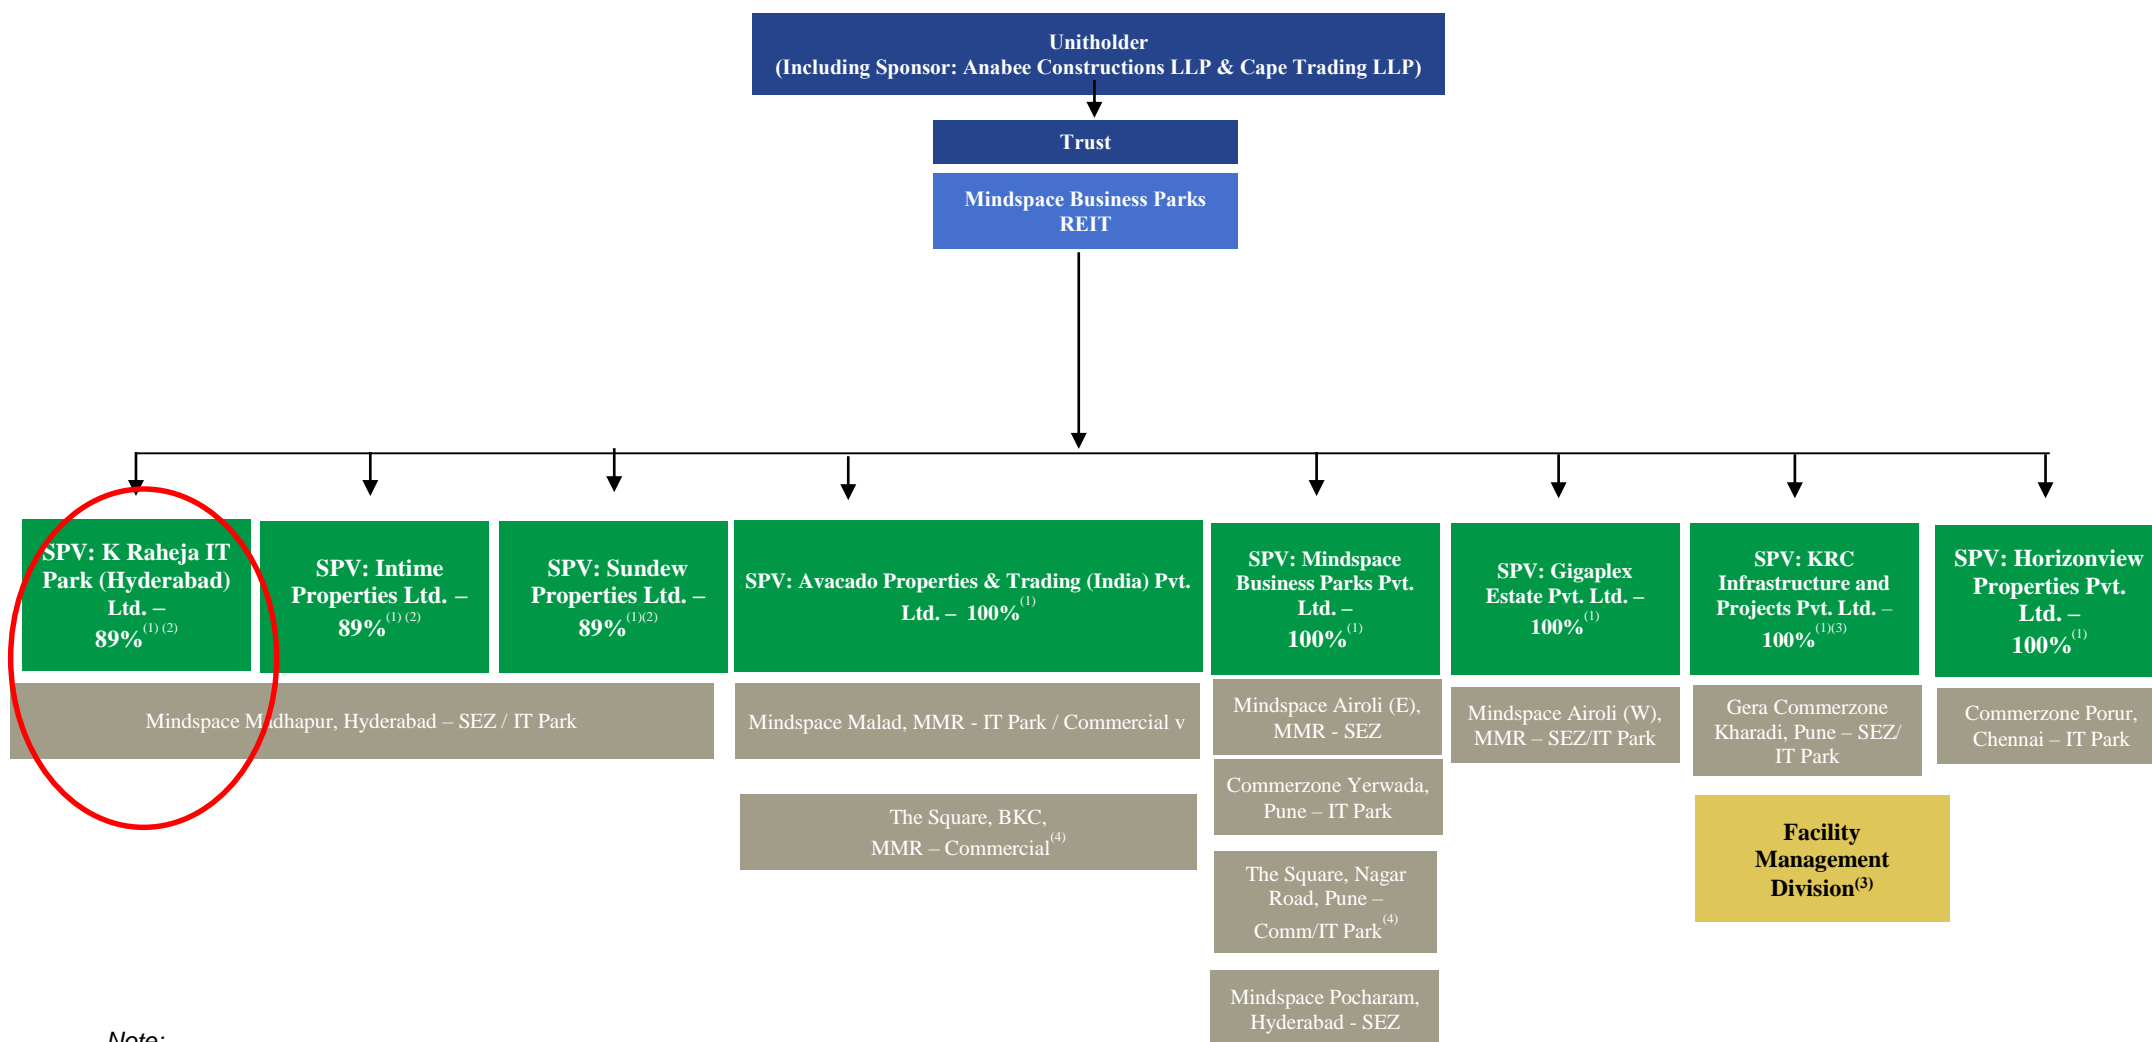 Unitholder
(Including Sponsor: Anabee Constructions LLP & Cape Trading LLP)
Trust
Mindspace Business Parks
REIT
SPV: K Raheja IT
Park (Hyderabad)
Ltd. –
89%(1) (2)
SPV: Intime
Properties Ltd. –
89%(1) (2)
SPV: Sundew
Properties Ltd. –
89%(1)(2)
SPV: Avacado Properties & Trading (India) Pvt.
Ltd. – 100%(1)
SPV: Mindspace
Business Parks Pvt.
Ltd. –
100%(1)
SPV: Gigaplex
Estate Pvt. Ltd. –
100%(1)
SPV: KRC
Infrastructure and
Projects Pvt. Ltd. –
100%(1)(3)
SPV: Horizonview
Properties Pvt.
Ltd. –
100%(1)
Mindspace Madhapur, Hyderabad – SEZ / IT Park
Mindspace Malad, MMR - IT Park / Commercial v
The Square, BKC,
MMR – Commercial(4)
Mindspace Airoli (E),
MMR - SEZ
Commerzone Yerwada,
Pune – IT Park
The Square, Nagar
Road, Pune –
Comm/IT Park(4)
Mindspace Pocharam,
Hyderabad - SEZ
Mindspace Airoli (W),
MMR – SEZ/IT Park
Gera Commerzone
Kharadi, Pune – SEZ/
IT Park
Facility
Management
Division(3)
Commerzone Porur,
Chennai – IT Park
Note: